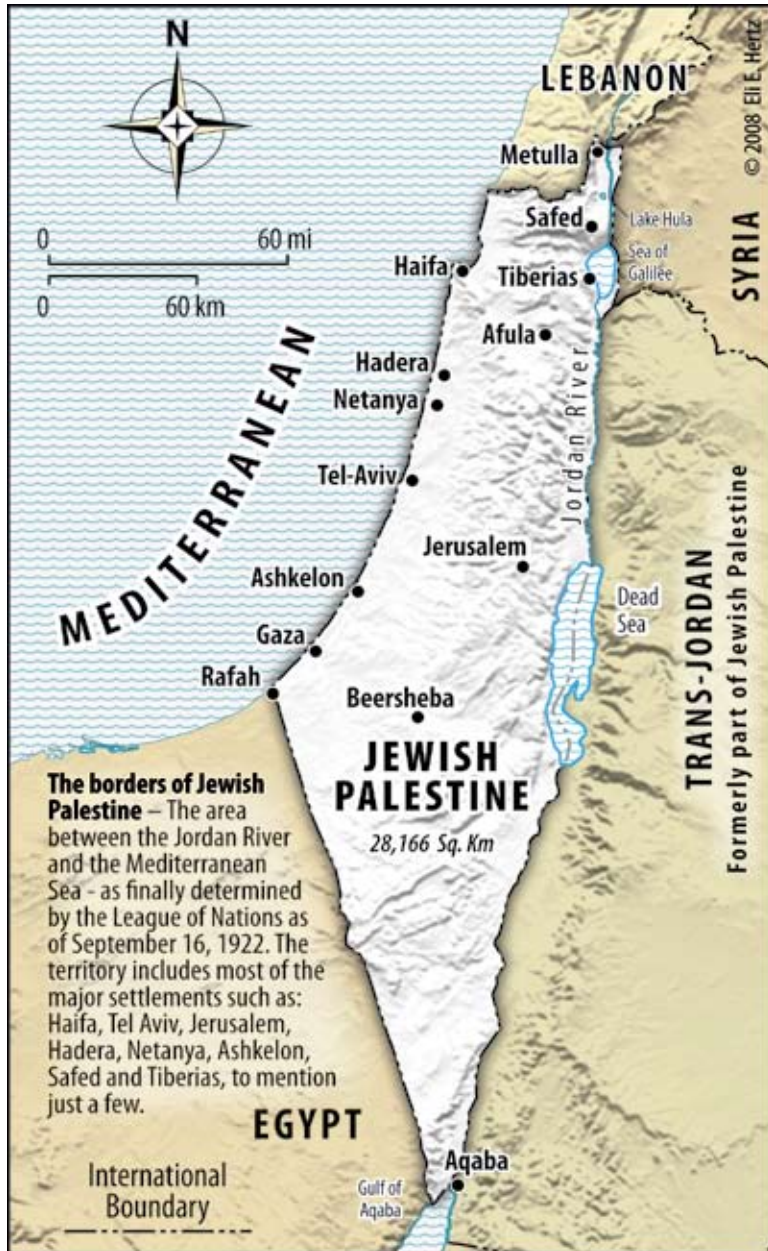 N
LEBANON
© 2008 Eli E. Hertz
Metulla
0 60 mi
0 60 km
Safed
Lake Hula
Sea of
Galilee
SYRIA
Haifa
Tiberias
Afula
Hadera
Netanya
Jordan River
MEDITERRANEAN
Tel-Aviv
Jerusalem
Ashkelon
Dead
Sea
TRANS-JORDAN
Formerly part of Jewish Palestine
Gaza
Rafah
Beersheba
JEWISH
PALESTINE
28,166 Sq. Km
The borders of Jewish
Palestine – The area
between the Jordan River
and the Mediterranean
Sea - as finally determined
by the League of Nations as
of September 16, 1922. The
territory includes most of the
major settlements such as:
Haifa, Tel Aviv, Jerusalem,
Hadera, Netanya, Ashkelon,
Safed and Tiberias, to mention
just a few.
EGYPT
Aqaba
Gulf of
Aqaba
International
Boundary